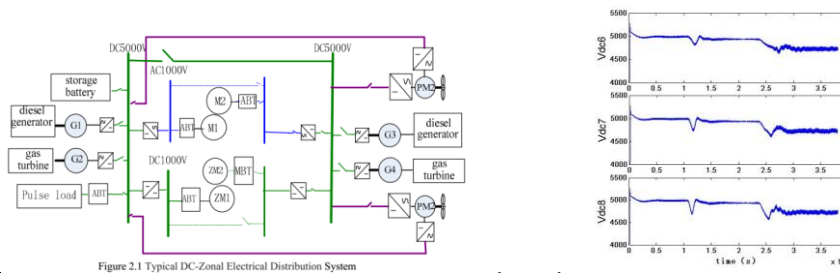 DC5000V
DC5000V
AC1000V
storage
battery
diesel
generator
G1
gas
turbine
G2
Pulse load
ABT
M2
ABT
ABT
M1
DC1000V
ZM2
MBT
ABT
ZM1
PM2
G3
diesel
generator
G4
gas
turbine
PM2
Figure 2.1 Typical DC-Zonal Electrical Distribution System
5500
5000
4500
4000
Vdc6
0 0.5 1 1.5 2 2.5 3 3.5
5500
5000
4500
4000
Vdc7
0 0.5 1 1.5 2 2.5 3 3.5
5500
5000
4500
4000
Vdc8
0 0.5 1 1.5 2 2.5 3 3.5
time (s)